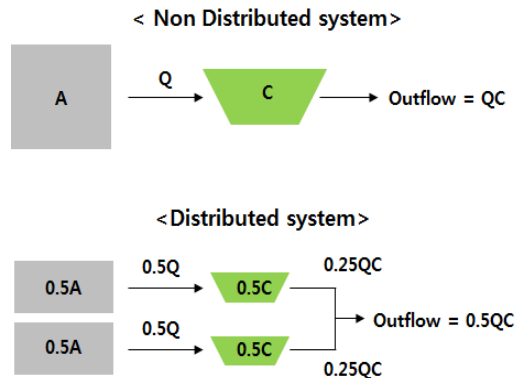 < Non Distributed system>
Q
A
C
Outflow = QC
<Distributed system>
0.5Q
0.25QC
0.5A
0.5C
Outflow = 0.5QC
0.5Q
0.5A
0.5C
0.25QC